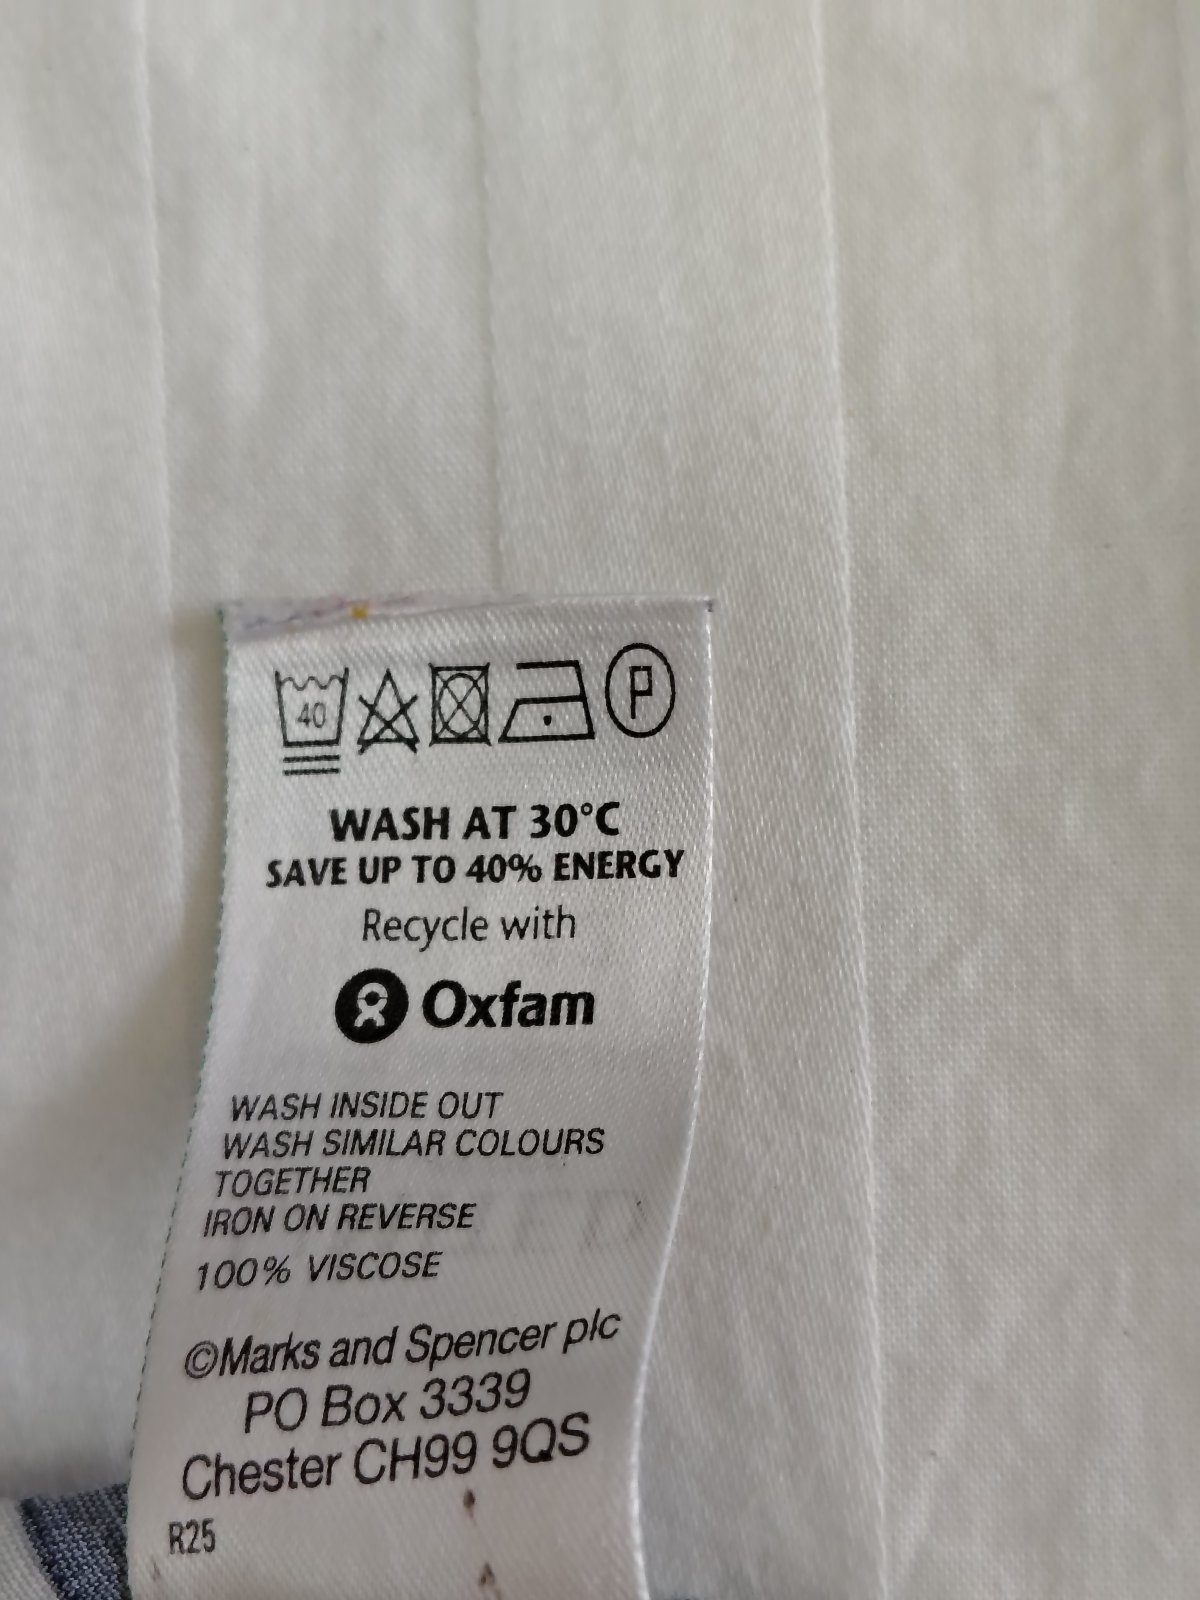 40
P
WASH AT 30°C
SAVE UP TO 40% ENERGY
Recycle with
Oxfam
WASH INSIDE OUT
WASH SIMILAR COLOURS
TOGETHER
IRON ON REVERSE
100% VISCOSE
©Marks and Spencer plc
PO Box 3339
Chester CH99 9QS
R25